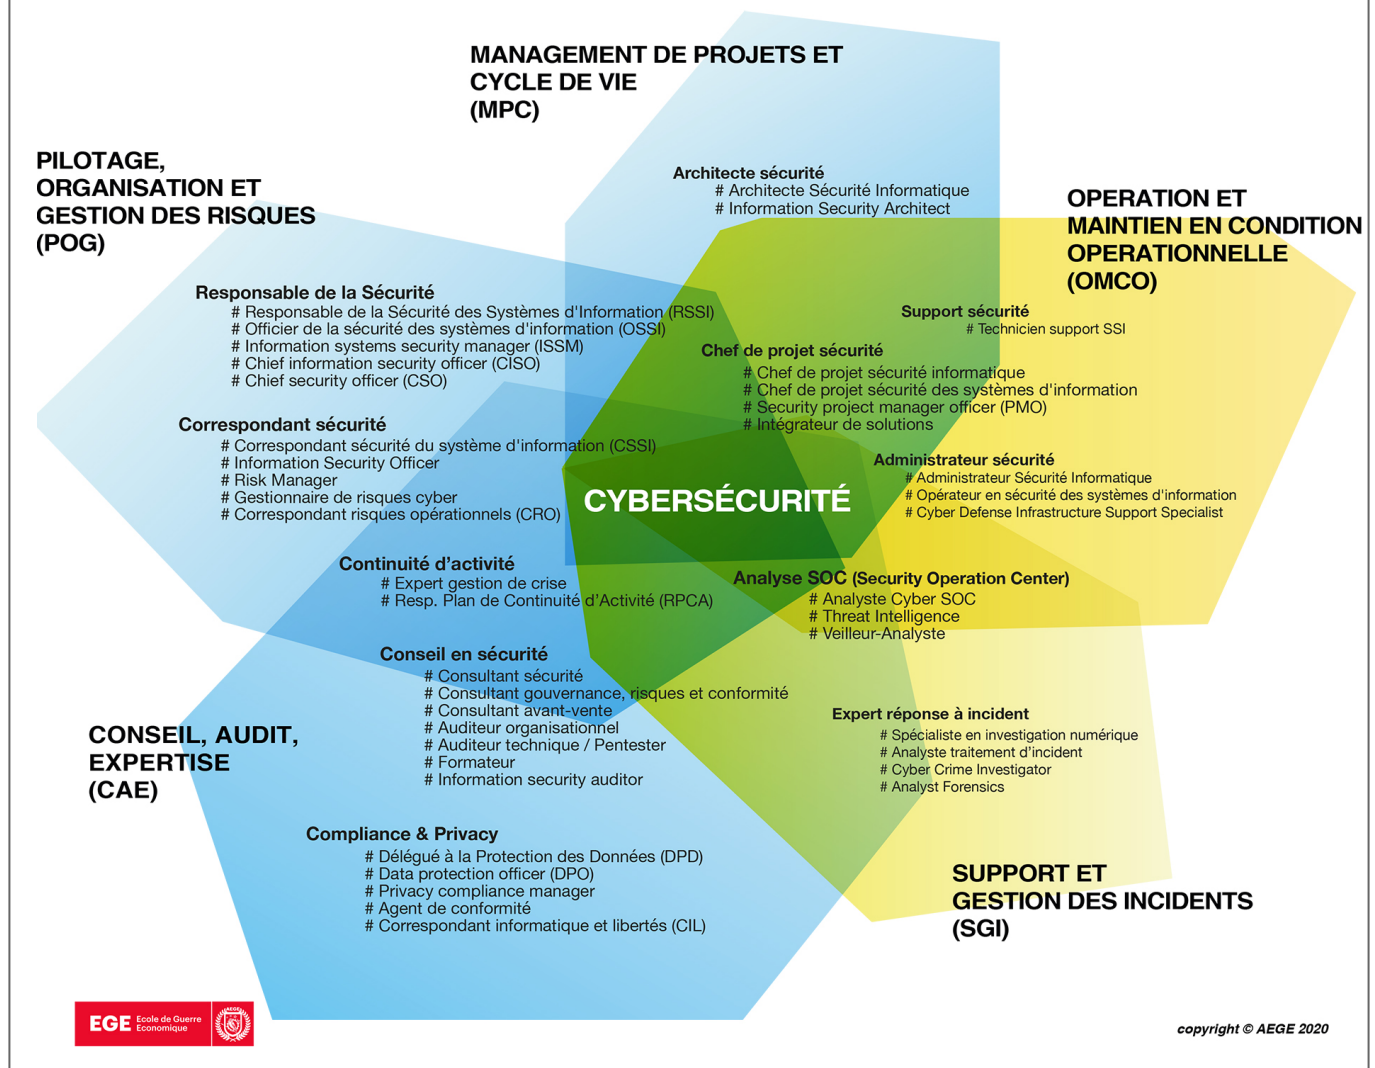 MANAGEMENT DE PROJETS ET
CYCLE DE VIE
(MPC)
PILOTAGE,
ORGANISATION ET
GESTION DES RISQUES
(POG)
Architecte sécurité
# Architecte Sécurité Informatique
# Information Security Architect
OPERATION ET
MAINTIEN EN CONDITION
OPERATIONNELLE
(OMCO)
Responsable de la Sécurité
# Responsable de la Sécurité des Systèmes d'Information (RSSI)
# Officier de la sécurité des systèmes d'information (OSSI)
# Information systems security manager (ISSM)
# Chief information security officer (CISO)
# Chief security officer (CSO)
Support sécurité
# Technicien support SSI
Chef de projet sécurité
# Chef de projet sécurité informatique
# Chef de projet sécurité des systèmes d'information
# Security project manager officer (PMO)
# Intégrateur de solutions
Correspondant sécurité
# Correspondant sécurité du système d'information (CSSI)
# Information Security Officer
# Risk Manager
# Gestionnaire de risques cyber
# Correspondant risques opérationnels (CRO)
Administrateur sécurité
# Administrateur Sécurité Informatique
# Opérateur en sécurité des systèmes d'information
# Cyber Defense Infrastructure Support Specialist
CYBERSÉCURITÉ
Continuité d’activité
# Expert gestion de crise
# Resp. Plan de Continuité d’Activité (RPCA)
Analyse SOC (Security Operation Center)
# Analyste Cyber SOC
# Threat Intelligence
# Veilleur-Analyste
Conseil en sécurité
# Consultant sécurité
# Consultant gouvernance, risques et conformité
# Consultant avant-vente
# Auditeur organisationnel
# Auditeur technique / Pentester
# Formateur
# Information security auditor
Expert réponse à incident
# Spécialiste en investigation numérique
# Analyste traitement d’incident
# Cyber Crime Investigator
# Analyst Forensics
CONSEIL, AUDIT,
EXPERTISE
(CAE)
Compliance & Privacy
# Délégué à la Protection des Données (DPD)
# Data protection officer (DPO)
# Privacy compliance manager
# Agent de conformité
# Correspondant informatique et libertés (CIL)
SUPPORT ET
GESTION DES INCIDENTS
(SGI)
EGE Ecole de Guerre
Economique
AEGE
copyright © AEGE 2020